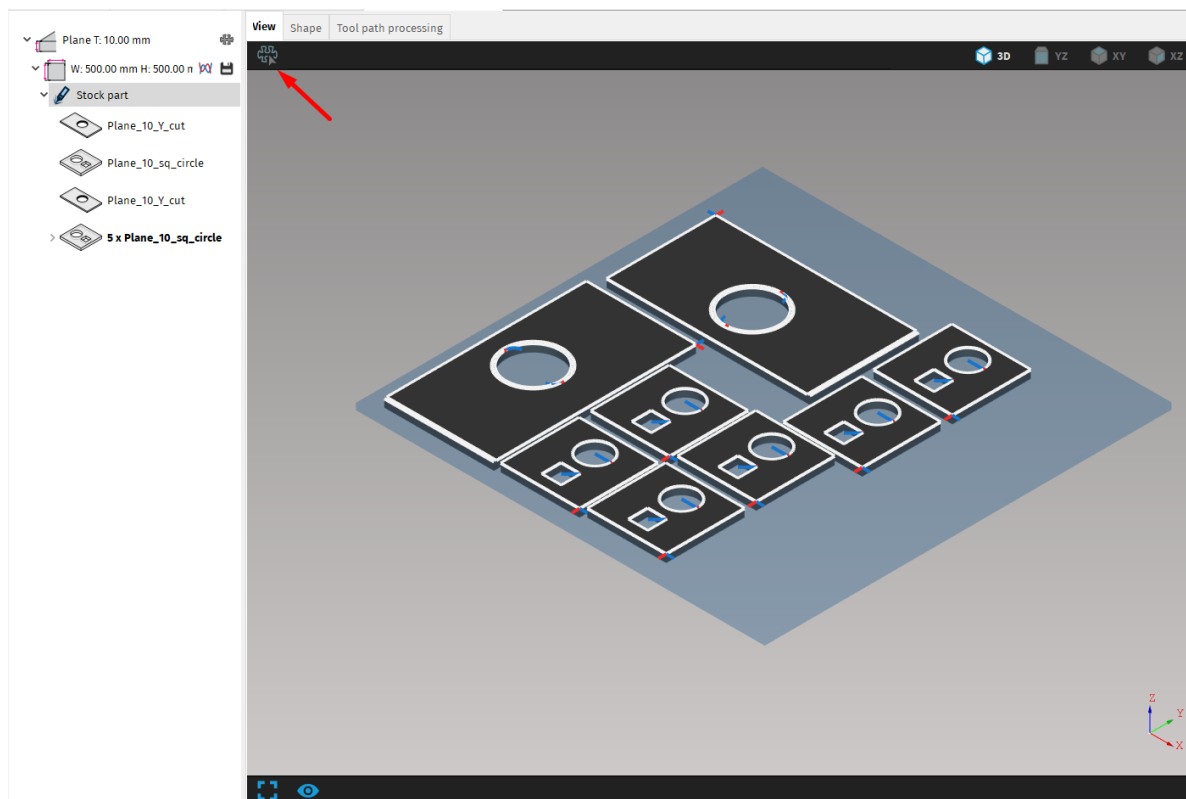 View Shape Tool path processing
Plane T: 10.00 mm
3D YZ XY XZ
W: 500.00 mm H: 500.00 n
Stock part
Plane_10_Y_cut
Plane_10_sq_circle
Plane_10_Y_cut
5 x Plane_10_sq_circle
Z
Y
X